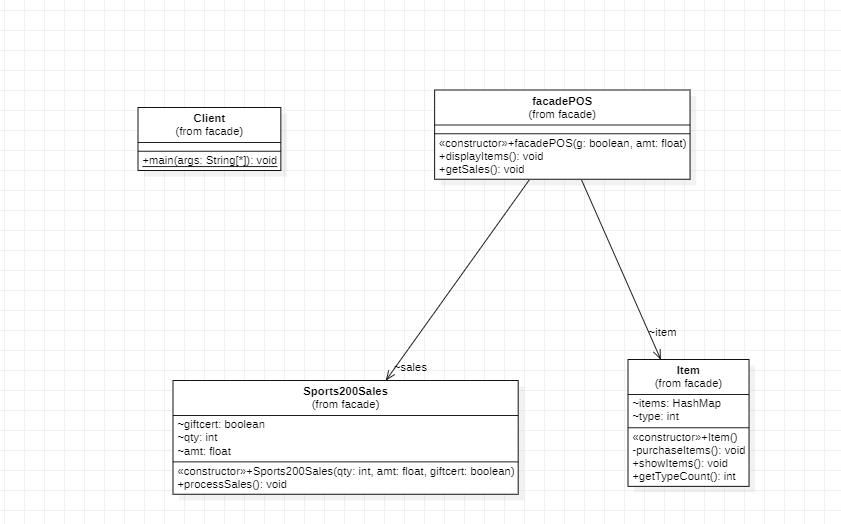 Client
(from facade)
+main(args: String[*]): void
facadePOS
(from facade)
«constructor»+facadePOS(g: boolean, amt: float)
+displayItems(): void
+getSales(): void
~sales
~item
Sports200Sales
(from facade)
~giftcert: boolean
~qty: int
~amt: float
«constructor»+Sports200Sales(qty: int, amt: float, giftcert: boolean)
+processSales(): void
Item
(from facade)
~items: HashMap
~type: int
«constructor»+Item()
-purchaseItems(): void
+showItems(): void
+getTypeCount(): int